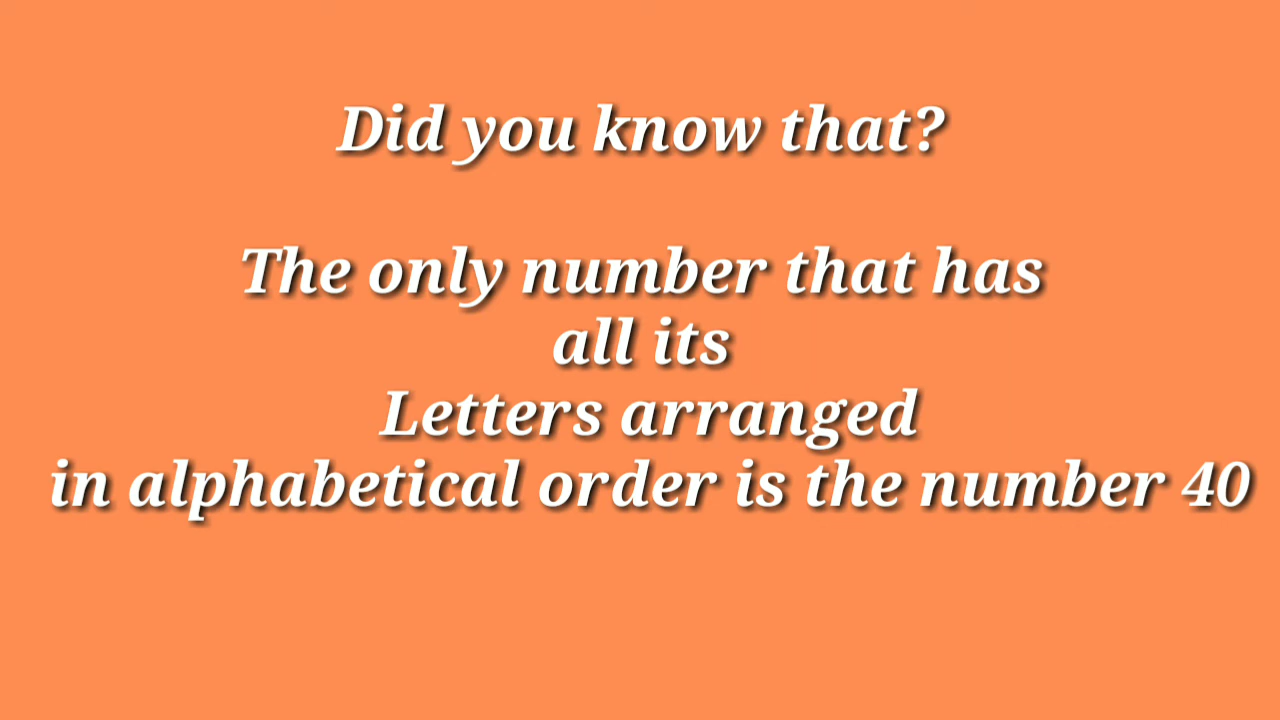 Did you know that?
The only number that has
all its
Letters arranged
in alphabetical order is the number 40